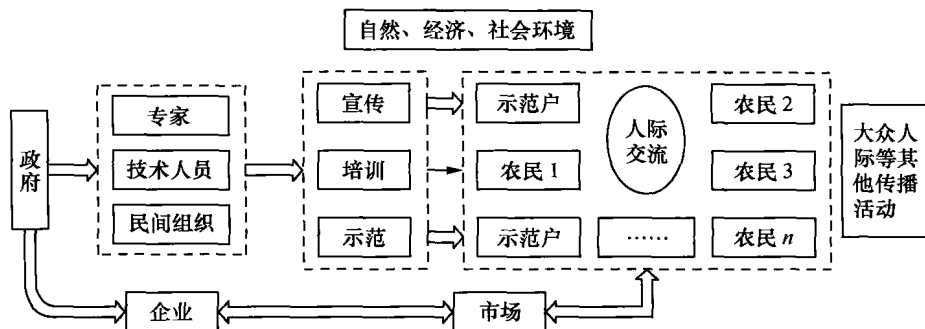 自然、经济、社会环境
政府
专家
技术人员
民间组织
宣传
培训
示范
示范户
农民1
示范户
人际
交流
……
农民2
农民3
农民n
大众人
际等其
他传播
活动
企业
市场